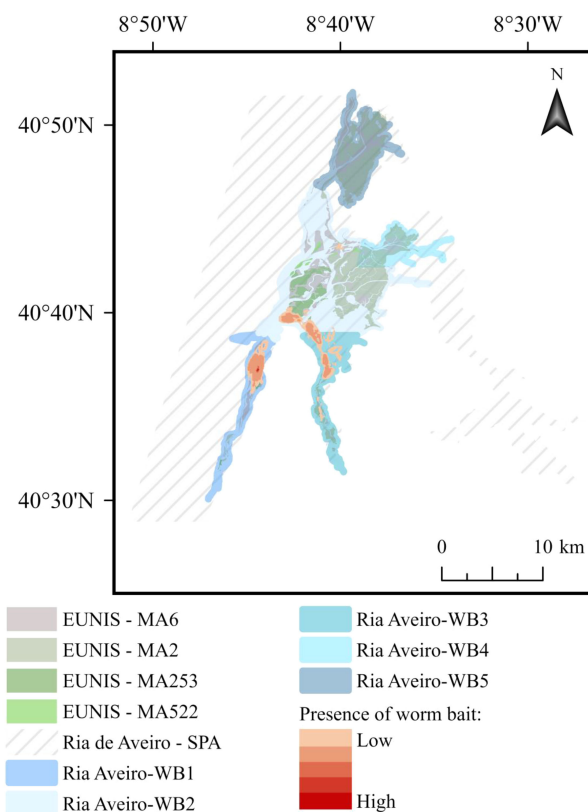 8°50'W 8°40'W 8°30'W
N
40°50'N
40°40'N
40°30'N
0 10 km
EUNIS - MA6
EUNIS - MA2
EUNIS - MA253
EUNIS - MA522
Ria de Aveiro - SPA
Ria Aveiro-WB1
Ria Aveiro-WB2
Ria Aveiro-WB3
Ria Aveiro-WB4
Ria Aveiro-WB5
Presence of worm bait:
Low
High